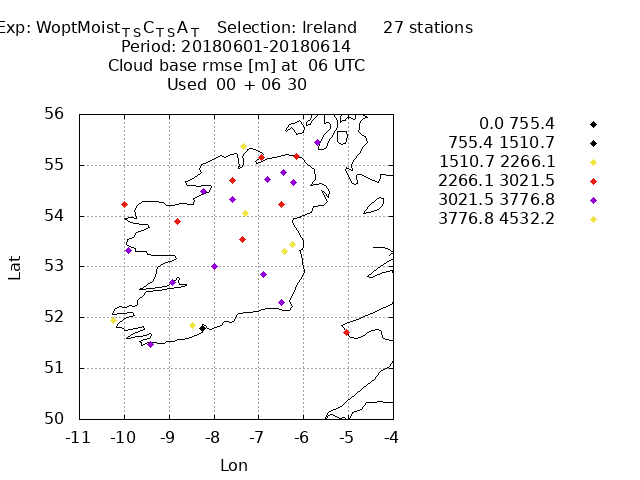 Exp: WoptMoist_TS C_TS A_T Selection: Ireland 27 stations
Period: 20180601-20180614
Cloud base rmse [m] at 06 UTC
Used 00 + 06 30
0.0 755.4
755.4 1510.7
1510.7 2266.1
2266.1 3021.5
3021.5 3776.8
3776.8 4532.2
56
55
54
53
52
51
50
Lat
-11 -10 -9 -8 -7 -6 -5 -4
Lon